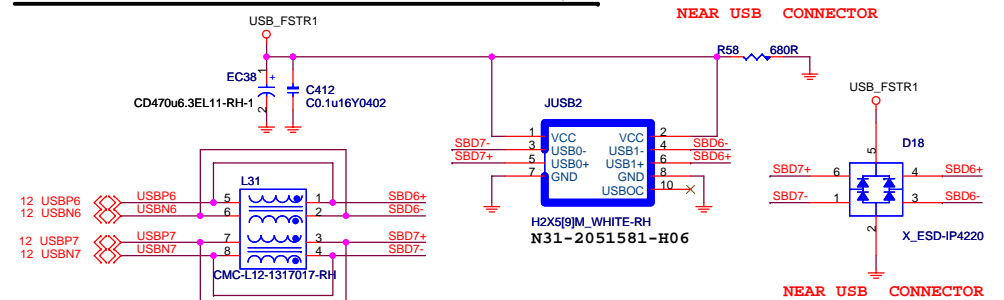 NEAR USB CONNECTOR
USB_FSTR1
R58 680R
EC38
1
+
2
CD470u6.3EL11-RH-1
C412
C0.1u16Y0402
JUSB2
1 VCC VCC 2
SBD7- 3 USB0- USB1- 4 SBD6-
SBD7+ 5 USB0+ USB1+ 6 SBD6+
7 GND GND 8
USBOC 10
H2X5[9]M_WHITE-RH
N31-2051581-H06
USB_FSTR1
D18
5
SBD7+ 6 4 SBD6+
SBD7- 1 3 SBD6-
2
X_ESD-IP4220
NEAR USB CONNECTOR
L31
12 USBP6 USBP6 5 1 SBD6+
12 USBN6 USBN6 6 2 SBD6-
12 USBP7 USBP7 7 3 SBD7+
12 USBN7 USBN7 8 4 SBD7-
CMC-L12-1317017-RH